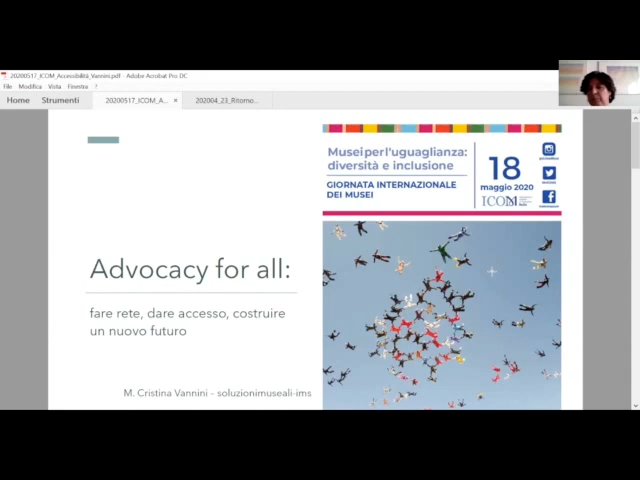 20200517_ICOM_Accessibilità_Vannini.pdf - Adobe Acrobat Pro DC
File Modifica Vista Finestra ?
Home Strumenti 20200517_ICOM_A... × 202004_23_Ritorno...
Musei per l'uguaglianza:
diversità e inclusione
GIORNATA INTERNAZIONALE
DEI MUSEI
18
maggio 2020
ICOM
Advocacy for all:
fare rete, dare accesso, costruire
un nuovo futuro
M. Cristina Vannini – soluzionimuseali-ims